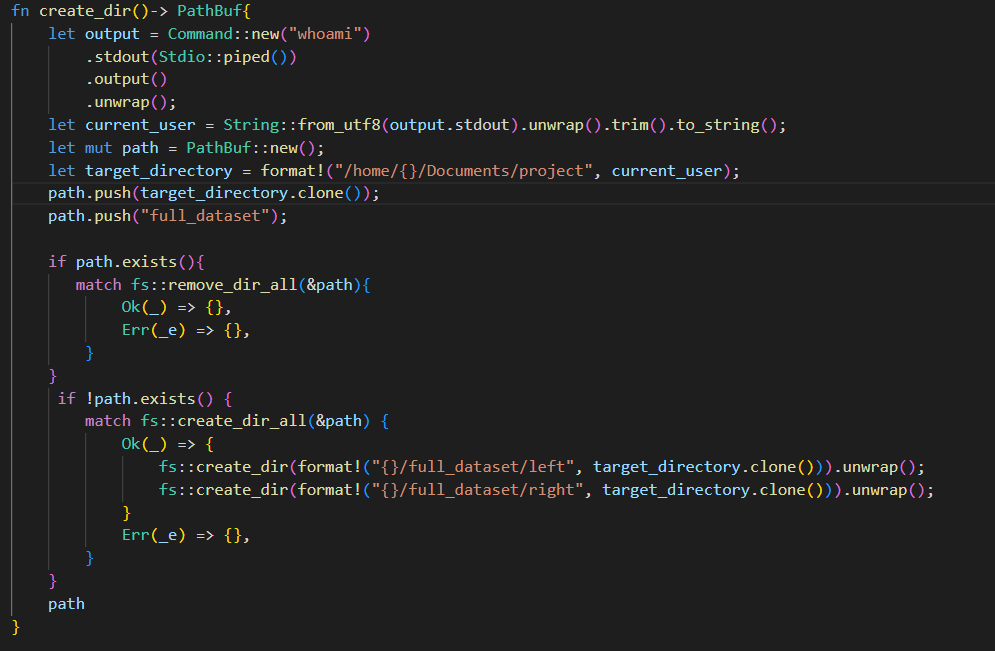 fn create_dir()-> PathBuf{
    let output = Command::new("whoami")
        .stdout(Stdio::piped())
        .output()
        .unwrap();
    let current_user = String::from_utf8(output.stdout).unwrap().trim().to_string();
    let mut path = PathBuf::new();
    let target_directory = format!("/home/{}/Documents/project", current_user);
    path.push(target_directory.clone());
    path.push("full_dataset");

    if path.exists(){
       match fs::remove_dir_all(&path){
            Ok(_) => {},
            Err(_e) => {},
        }
    }
     if !path.exists() {
        match fs::create_dir_all(&path) {
            Ok(_) => {
                fs::create_dir(format!("{}/full_dataset/left", target_directory.clone())).unwrap();
                fs::create_dir(format!("{}/full_dataset/right", target_directory.clone())).unwrap();
            }
            Err(_e) => {},
        }
    }
    path
}